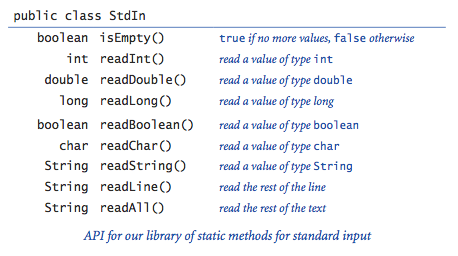 public class StdIn
boolean isEmpty() true if no more values, false otherwise
int readInt() read a value of type int
double readDouble() read a value of type double
long readLong() read a value of type long
boolean readBoolean() read a value of type boolean
char readChar() read a value of type char
String readString() read a value of type String
String readLine() read the rest of the line
String readAll() read the rest of the text
API for our library of static methods for standard input